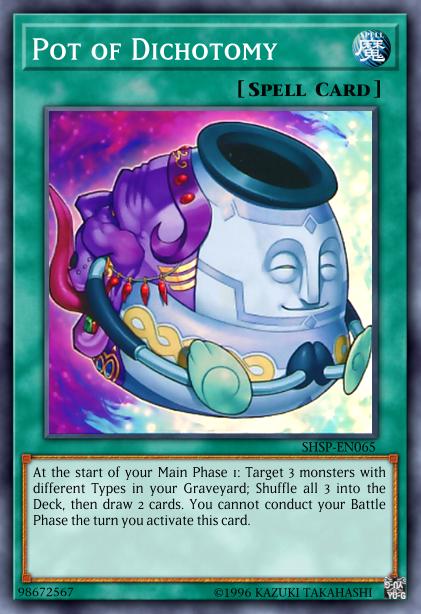 POT OF DICHOTOMY
SPELL
魔
[SPELL CARD]
SHSP-EN065
At the start of your Main Phase 1: Target 3 monsters with
different Types in your Graveyard; Shuffle all 3 into the
Deck, then draw 2 cards. You cannot conduct your Battle
Phase the turn you activate this card.
98672567
©1996 KAZUKI TAKAHASHI